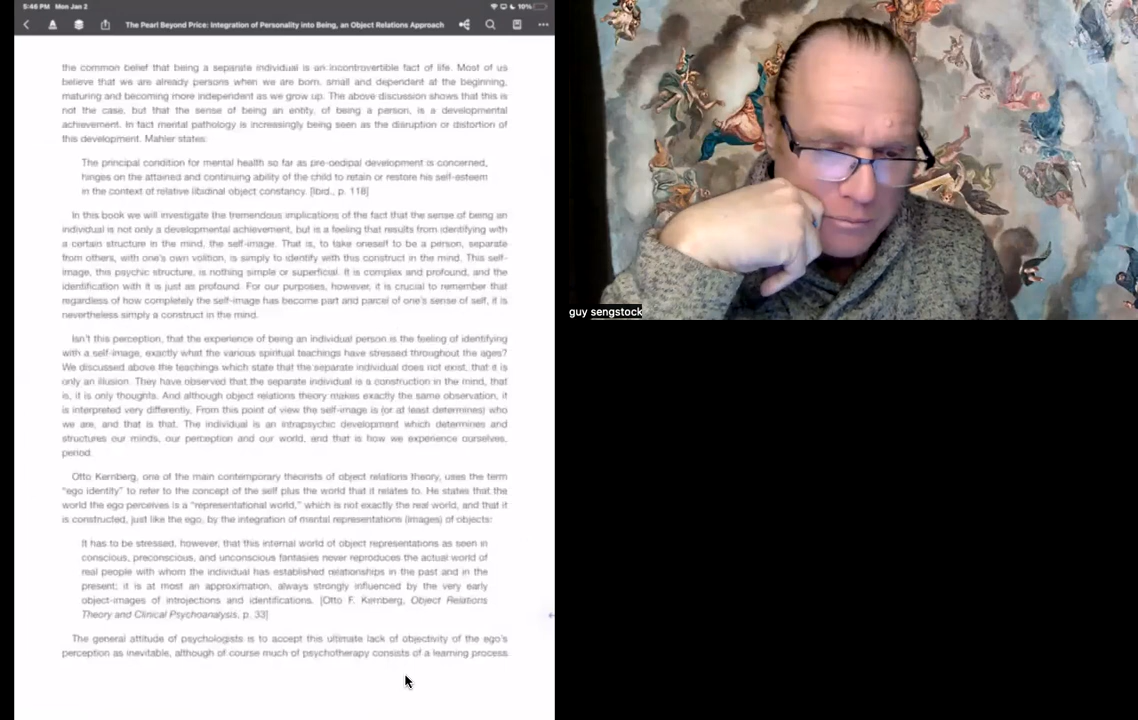 5:46 PM Mon Jan 2
10%
The Pearl Beyond Price: Integration of Personality into Being, an Object Relations Approach
the common belief that being a separate individual is an incontrovertible fact of life. Most of us
believe that we are already persons when we are born, small and dependent at the beginning,
maturing and becoming more independent as we grow up. The above discussion shows that this is
not the case, but that the sense of being an entity, of being a person, is a developmental
achievement. In fact mental pathology is increasingly being seen as the disruption or distortion of
this development. Mahler states:
The principal condition for mental health so far as pre-oedipal development is concerned,
hinges on the attained and continuing ability of the child to retain or restore his self-esteem
in the context of relative libidinal object constancy. [Ibid., p. 118]
In this book we will investigate the tremendous implications of the fact that the sense of being an
individual is not only a developmental achievement, but is a feeling that results from identifying with
a certain structure in the mind, the self-image. That is, to take oneself to be a person, separate
from others, with one's own volition, is simply to identify with this construct in the mind. This self-
image, this psychic structure, is nothing simple or superficial. It is complex and profound, and the
identification with it is just as profound. For our purposes, however, it is crucial to remember that
regardless of how completely the self-image has become part and parcel of one's sense of self, it is
nevertheless simply a construct in the mind.
Isn't this perception, that the experience of being an individual person is the feeling of identifying
with a self-image, exactly what the various spiritual teachings have stressed throughout the ages?
We discussed above the teachings which state that the separate individual does not exist, that it is
only an illusion. They have observed that the separate individual is a construction in the mind, that
is, it is only thoughts. And although object relations theory makes exactly the same observation, it
is interpreted very differently. From this point of view the self-image is (or at least determines) who
we are, and that is that. The individual is an intrapsychic development which determines and
structures our minds, our perception and our world, and that is how we experience ourselves,
period.
Otto Kernberg, one of the main contemporary theorists of object relations theory, uses the term
"ego identity" to refer to the concept of the self plus the world that it relates to. He states that the
world the ego perceives is a "representational world," which is not exactly the real world, and that it
is constructed, just like the ego, by the integration of mental representations (images) of objects:
It has to be stressed, however, that this internal world of object representations as seen in
conscious, preconscious, and unconscious fantasies never reproduces the actual world of
real people with whom the individual has established relationships in the past and in the
present; it is at most an approximation, always strongly influenced by the very early
object-images of introjections and identifications. [Otto F. Kernberg, Object Relations
Theory and Clinical Psychoanalysis, p. 33]
The general attitude of psychologists is to accept this ultimate lack of objectivity of the ego's
perception as inevitable, although of course much of psychotherapy consists of a learning process
guy sengstock